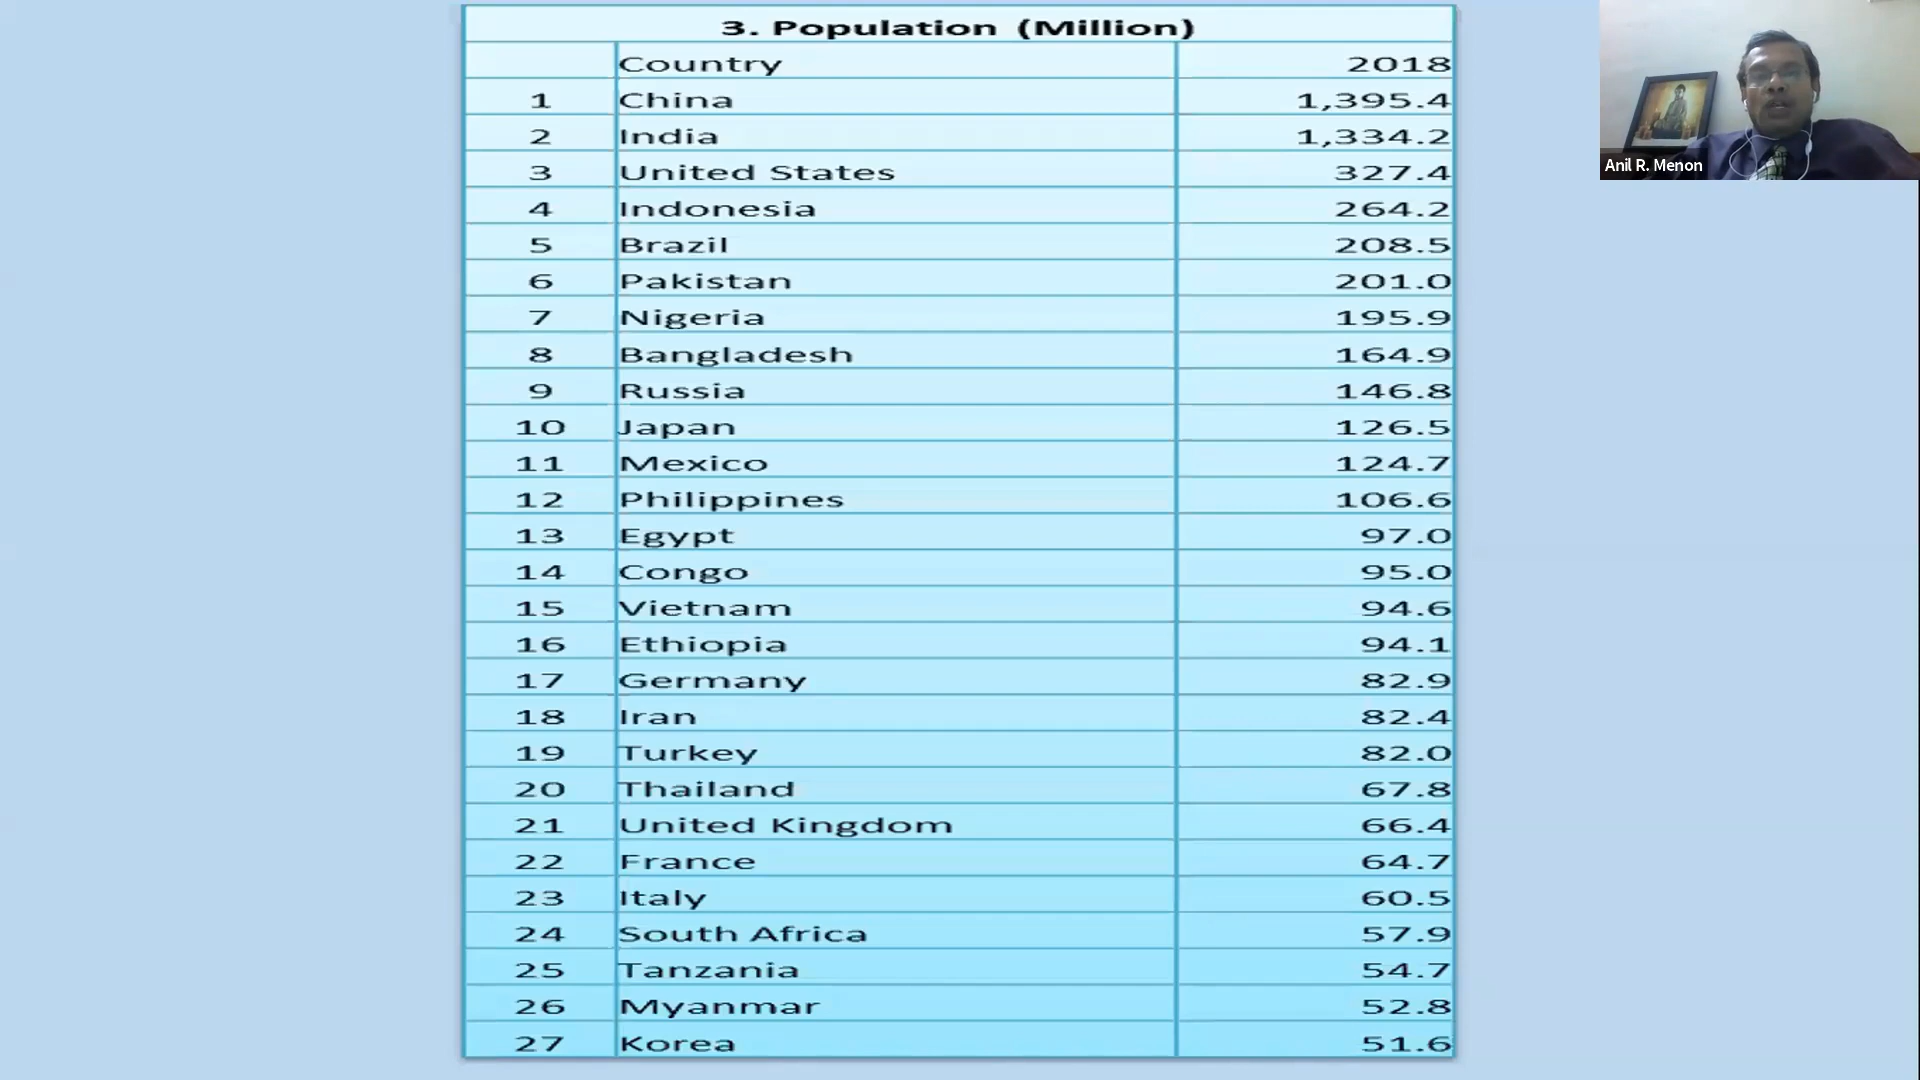 3. Population (Million)
Country 2018
1 China 1,395.4
2 India 1,334.2
3 United States 327.4
4 Indonesia 264.2
5 Brazil 208.5
6 Pakistan 201.0
7 Nigeria 195.9
8 Bangladesh 164.9
9 Russia 146.8
10 Japan 126.5
11 Mexico 124.7
12 Philippines 106.6
13 Egypt 97.0
14 Congo 95.0
15 Vietnam 94.6
16 Ethiopia 94.1
17 Germany 82.9
18 Iran 82.4
19 Turkey 82.0
20 Thailand 67.8
21 United Kingdom 66.4
22 France 64.7
23 Italy 60.5
24 South Africa 57.9
25 Tanzania 54.7
26 Myanmar 52.8
27 Korea 51.6
Anil R. Menon